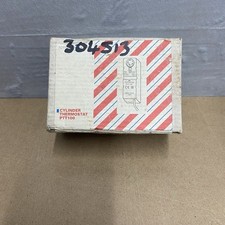 304513
CYLINDER
THERMOSTAT